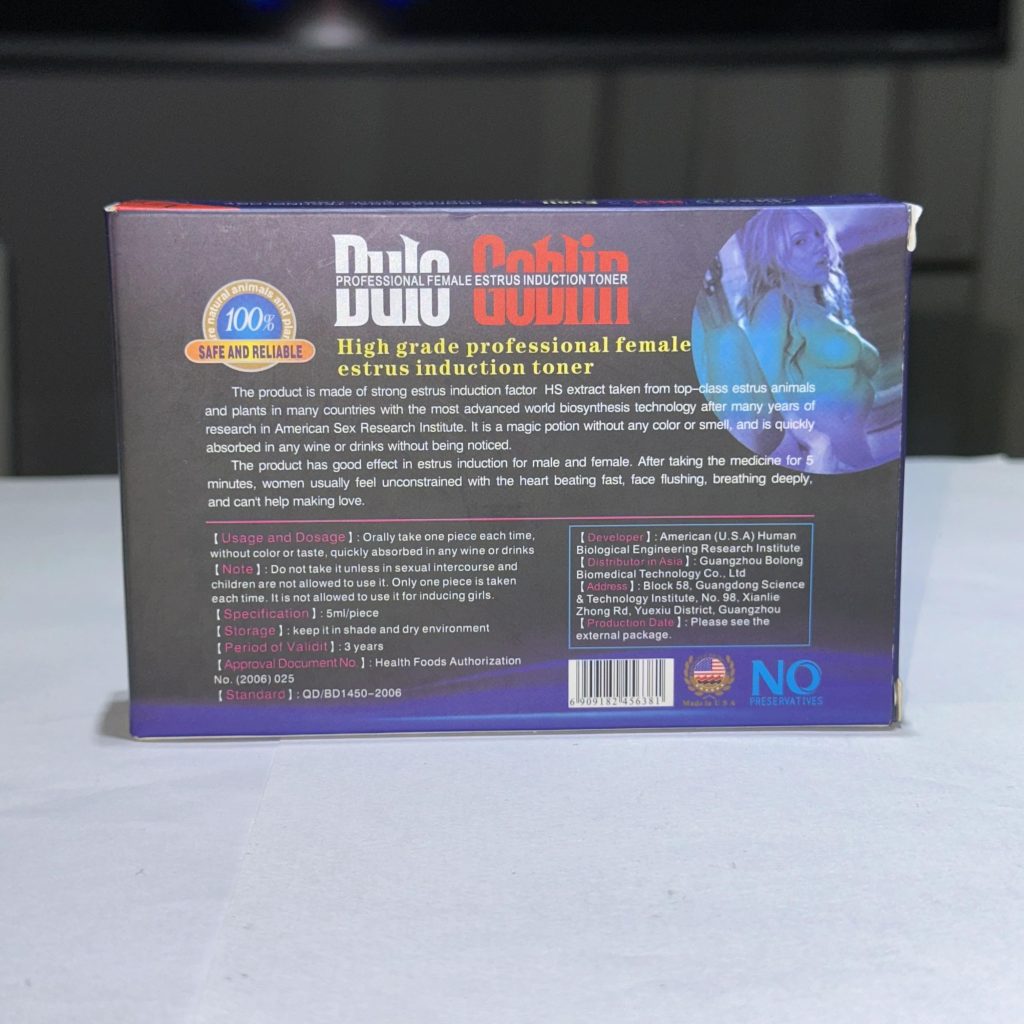 Dulo Goblin
PROFESSIONAL FEMALE ESTRUS INDUCTION TONER
natural animals and
100%
SAFE AND RELIABLE
High grade professional female
estrus induction toner
The product is made of strong estrus induction factor HS extract taken from top-class estrus animals
and plants in many countries with the most advanced world biosynthesis technology after many years of
research in American Sex Research Institute. It is a magic potion without any color or smell, and is quickly
absorbed in any wine or drinks without being noticed.
The product has good effect in estrus induction for male and female. After taking the medicine for 5
minutes, women usually feel unconstrained with the heart beating fast, face flushing, breathing deeply,
and can't help making love.
【Usage and Dosage】: Orally take one piece each time,
without color or taste, quickly absorbed in any wine or drinks
【Note】: Do not take it unless in sexual intercourse and
children are not allowed to use it. Only one piece is taken
each time. It is not allowed to use it for inducing girls.
【Specification】: 5ml/piece
【Storage】: keep it in shade and dry environment
【Period of Validit】: 3 years
【Approval Document No.】: Health Foods Authorization
No. (2006) 025
【Standard】: QD/BD1450-2006
【Developer】: American (U.S.A) Human
Biological Engineering Research Institute
【Distributor in Asia】: Guangzhou Bolong
Biomedical Technology Co., Ltd
【Address】: Block 58, Guangdong Science
& Technology Institute, No. 98, Xianlie
Zhong Rd, Yuexiu District, Guangzhou
【Production Date】: Please see the
external package.
6 909182 456381
Made in U.S.A
NO
PRESERVATIVES